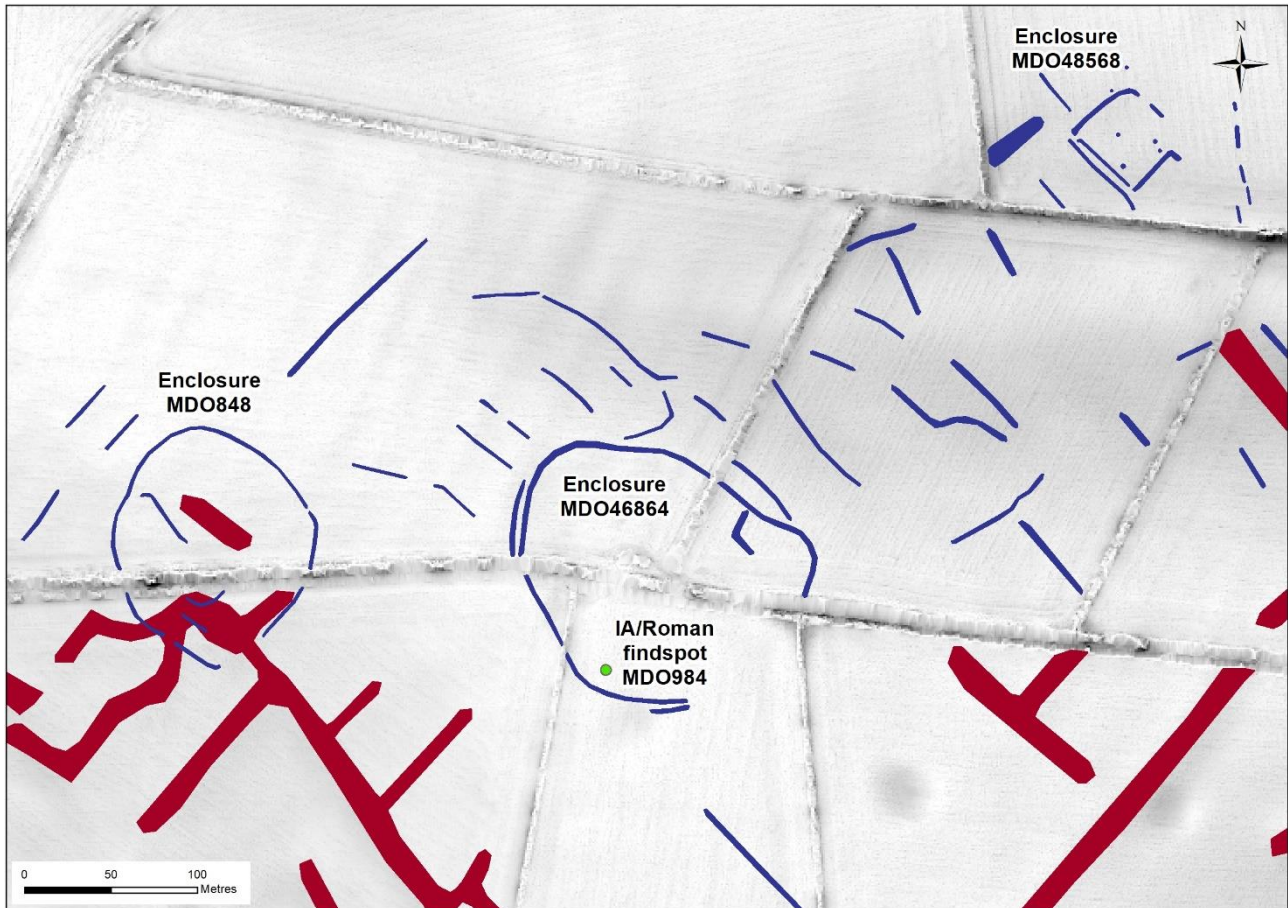 Enclosure
MDO48568
N
Enclosure
MDO848
Enclosure
MDO46864
IA/Roman
findspot
MDO984
0 50 100
Metres